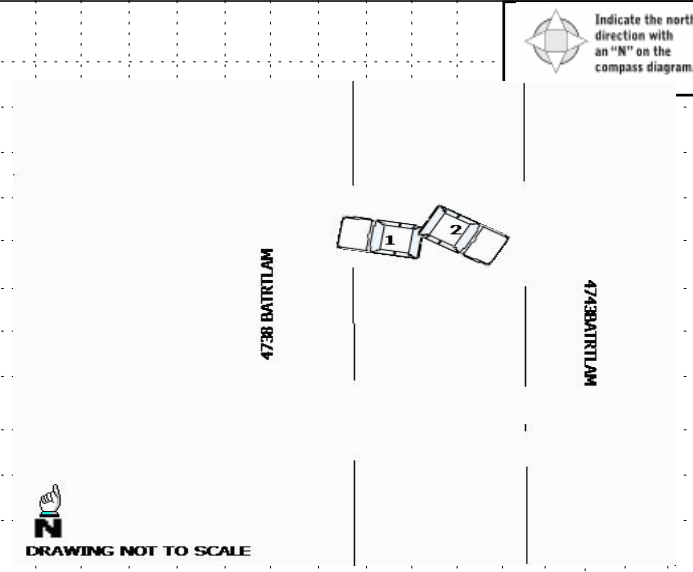 Indicate the north
direction with
an "N" on the
compass diagram.
1
2
4738 BATRTLAM
4743BATRTLAM
N
DRAWING NOT TO SCALE